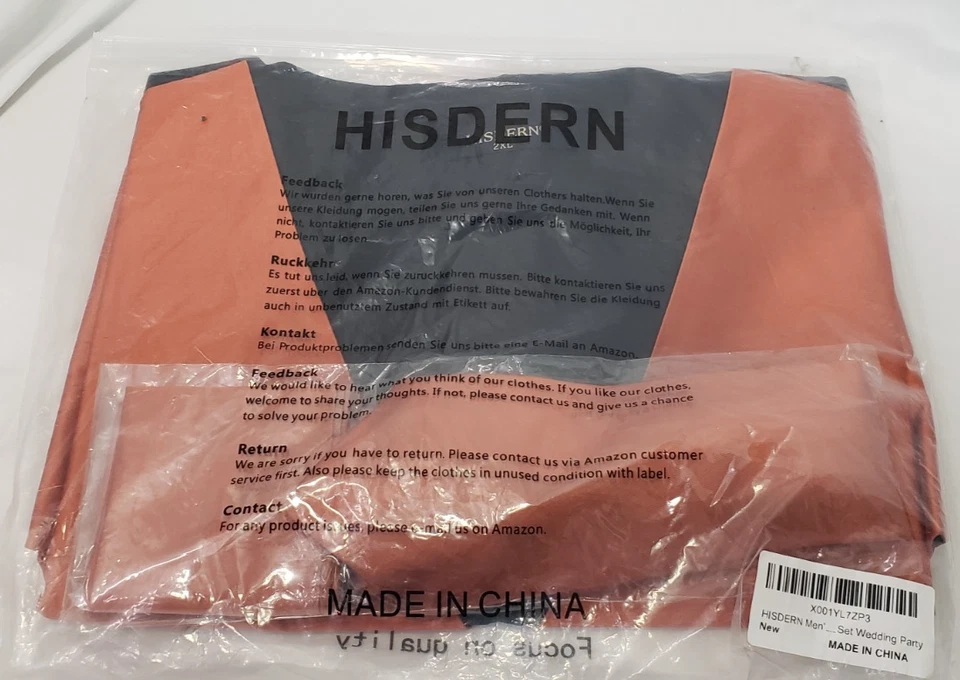 HISDERN
HISDERN
2XL
Feedback
Wir wurden gerne horen, was Sie von unseren Clothers halten.Wenn Sie
unsere Kleidung mogen, teilen Sie uns gerne Ihre Gedanken mit. Wenn
nicht, kontaktieren Sie uns bitte und geben Sie uns die Möglichkeit, Ihr
Problem zu losen.
Ruckkehr
Es tut uns leid, wenn Sie zuruckkehren mussen. Bitte kontaktieren Sie uns
zuerst uber den Amazon-Kundendienst. Bitte bewahren Sie die Kleidung
auch in unbenutztem Zustand mit Etikett auf.
Kontakt
Bei Produktproblemen senden Sie uns bitte eine E-Mail an Amazon.
Feedback
We would like to hear what you think of our clothes. If you like our clothes,
welcome to share your thoughts. If not, please contact us and give us a chance
to solve your problem.
Return
We are sorry if you have to return. Please contact us via Amazon customer
service first. Also please keep the clothes in unused condition with label.
Contact
For any product issues, please e-mail us on Amazon.
MADE IN CHINA
Focus on quality
X001YL7ZP3
HISDERN Men'... Set Wedding Party
New
MADE IN CHINA